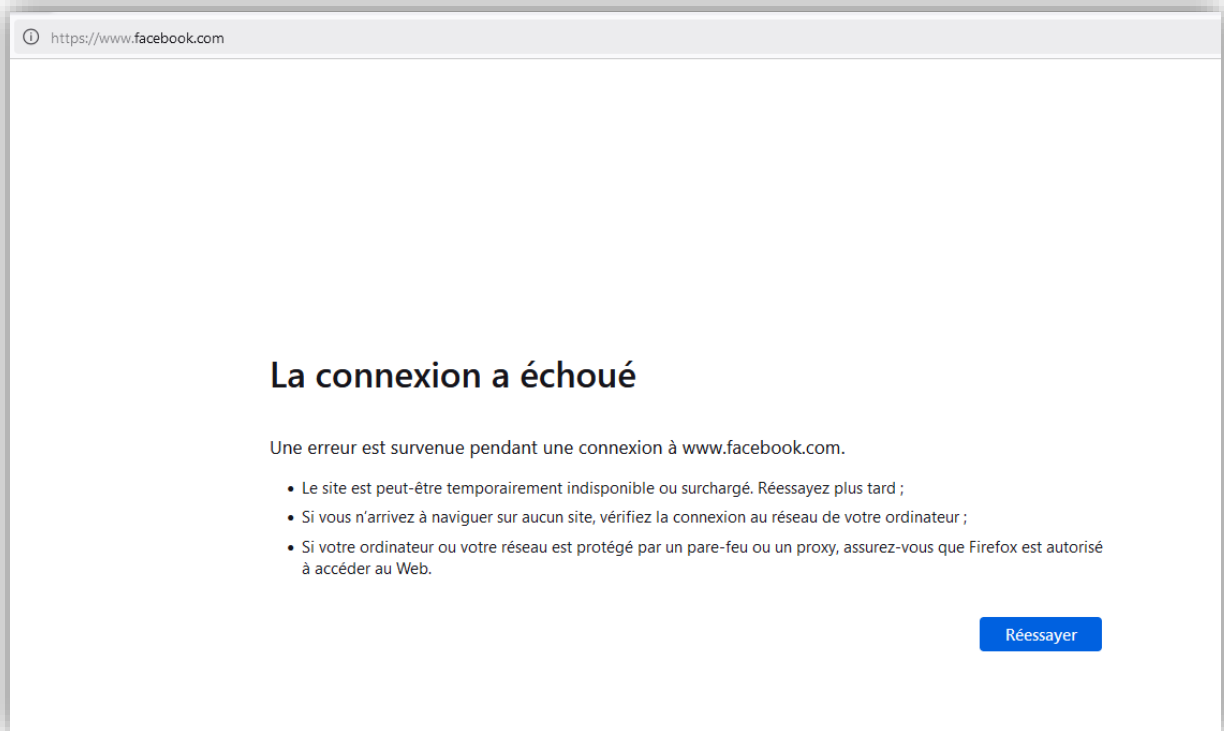 https://www.facebook.com
La connexion a échoué
Une erreur est survenue pendant une connexion à www.facebook.com.
• Le site est peut-être temporairement indisponible ou surchargé. Réessayez plus tard ;
• Si vous n’arrivez à naviguer sur aucun site, vérifiez la connexion au réseau de votre ordinateur ;
• Si votre ordinateur ou votre réseau est protégé par un pare-feu ou un proxy, assurez-vous que Firefox est autorisé
à accéder au Web.
Réessayer